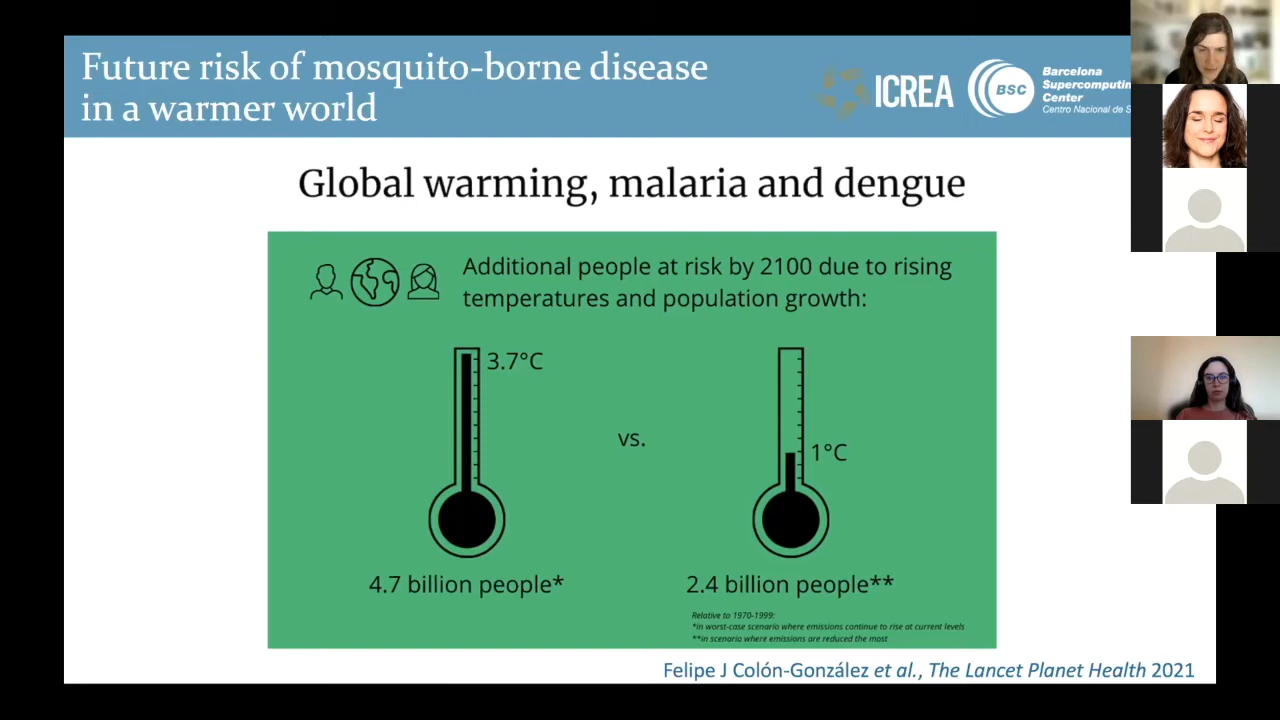 Future risk of mosquito-borne disease
in a warmer world
ICREA
BSC
Barcelona
Supercomputin
Center
Centro Nacional de S
Global warming, malaria and dengue
Additional people at risk by 2100 due to rising
temperatures and population growth:
3.7°C
vs.
1°C
4.7 billion people*
2.4 billion people**
Relative to 1970-1999:
*in worst-case scenario where emissions continue to rise at current levels
**in scenario where emissions are reduced the most
Felipe J Colón-González et al., The Lancet Planet Health 2021